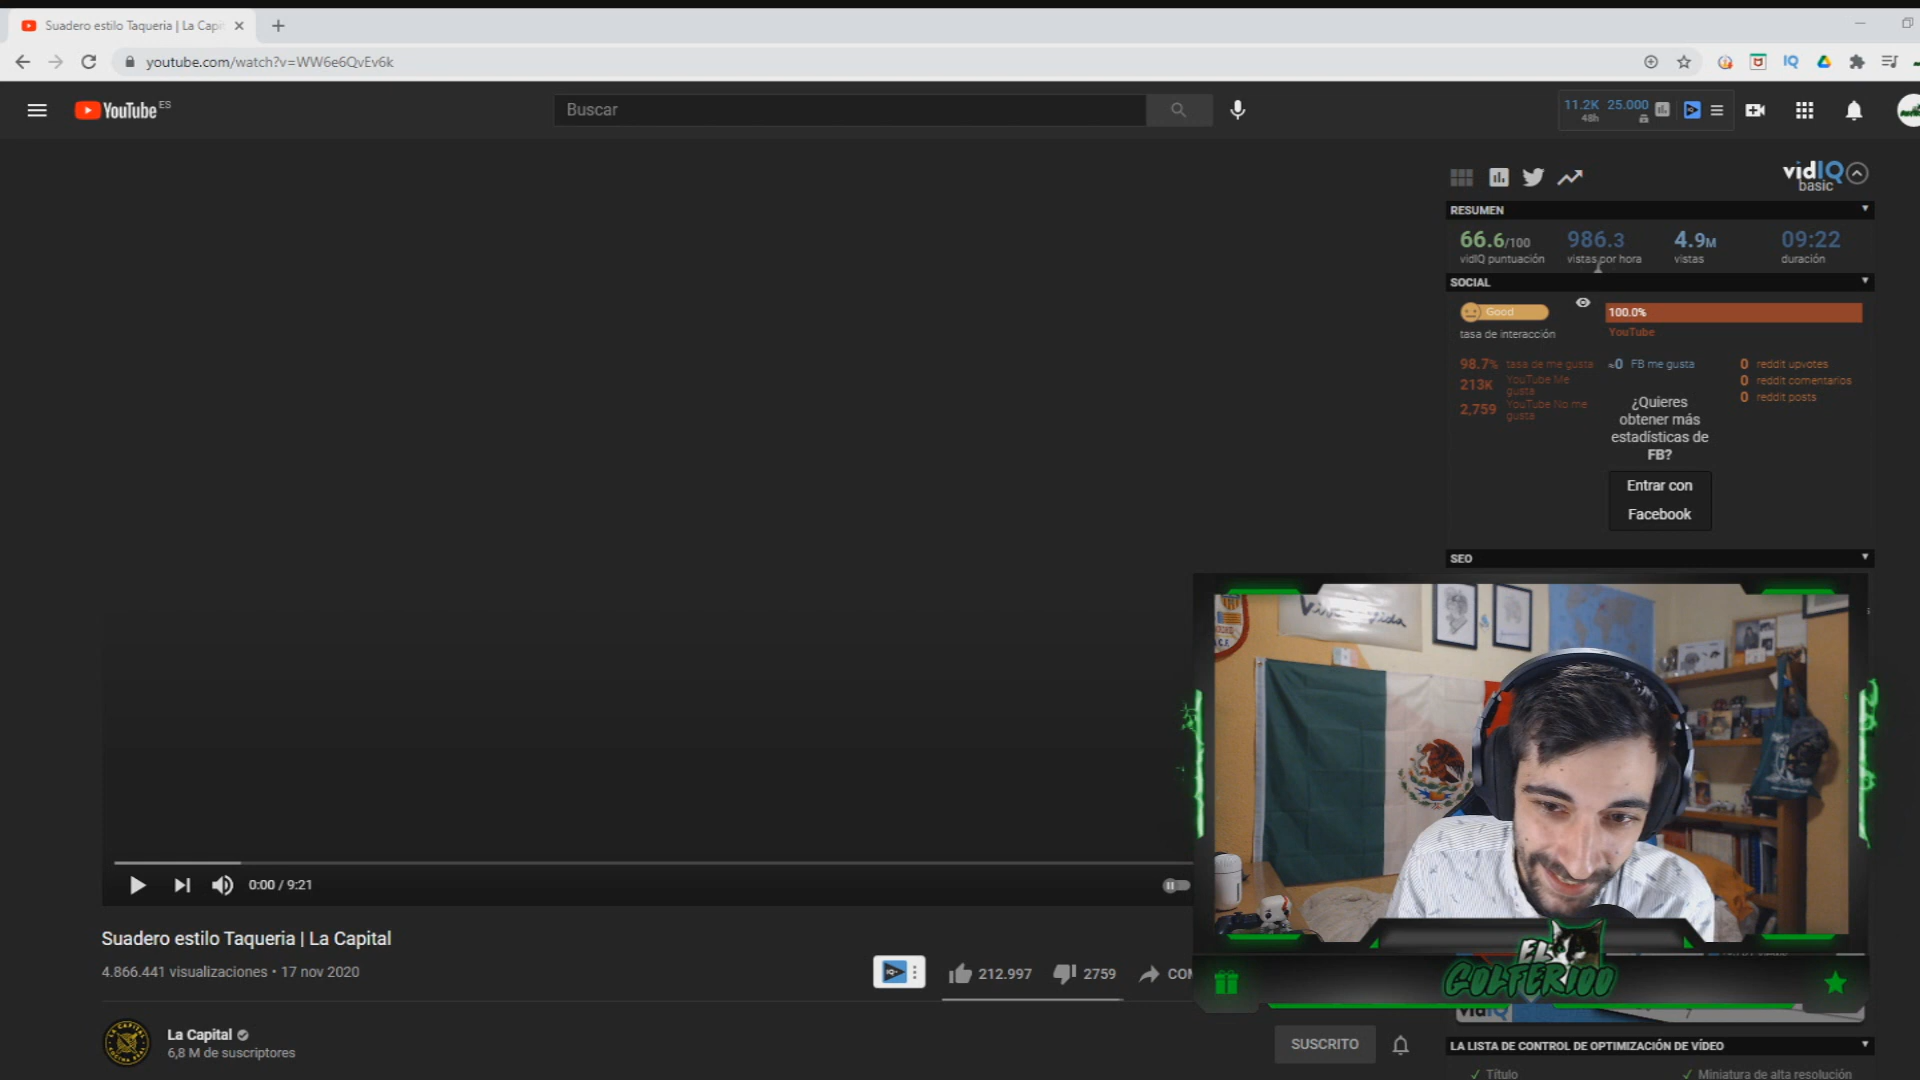 Suadero estilo Taqueria | La Capi
youtube.com/watch?v=WW6e6QvEv6k
IQ
YouTube ES
Buscar
11.2K 25.000
48h
vidIQ
basic
RESUMEN
66.6/100 986.3 4.9M 09:22
vidIQ puntuación vistas por hora vistas duración
SOCIAL
Good
100.0%
tasa de interacción
YouTube
98.7% tasa de me gusta
≈0 FB me gusta
0 reddit upvotes
213K YouTube Me gusta
0 reddit comentarios
2,759 YouTube No me gusta
0 reddit posts
¿Quieres
obtener más
estadísticas de
FB?
Entrar con
Facebook
SEO
0:00 / 9:21
Suadero estilo Taqueria | La Capital
4.866.441 visualizaciones • 17 nov 2020
IQ
212.997
2759
COM
EL
GOLFERIDO
vidIQ
La Capital
6,8 M de suscriptores
SUSCRITO
LA LISTA DE CONTROL DE OPTIMIZACIÓN DE VÍDEO
✓ Título
✓ Miniatura de alta resolución